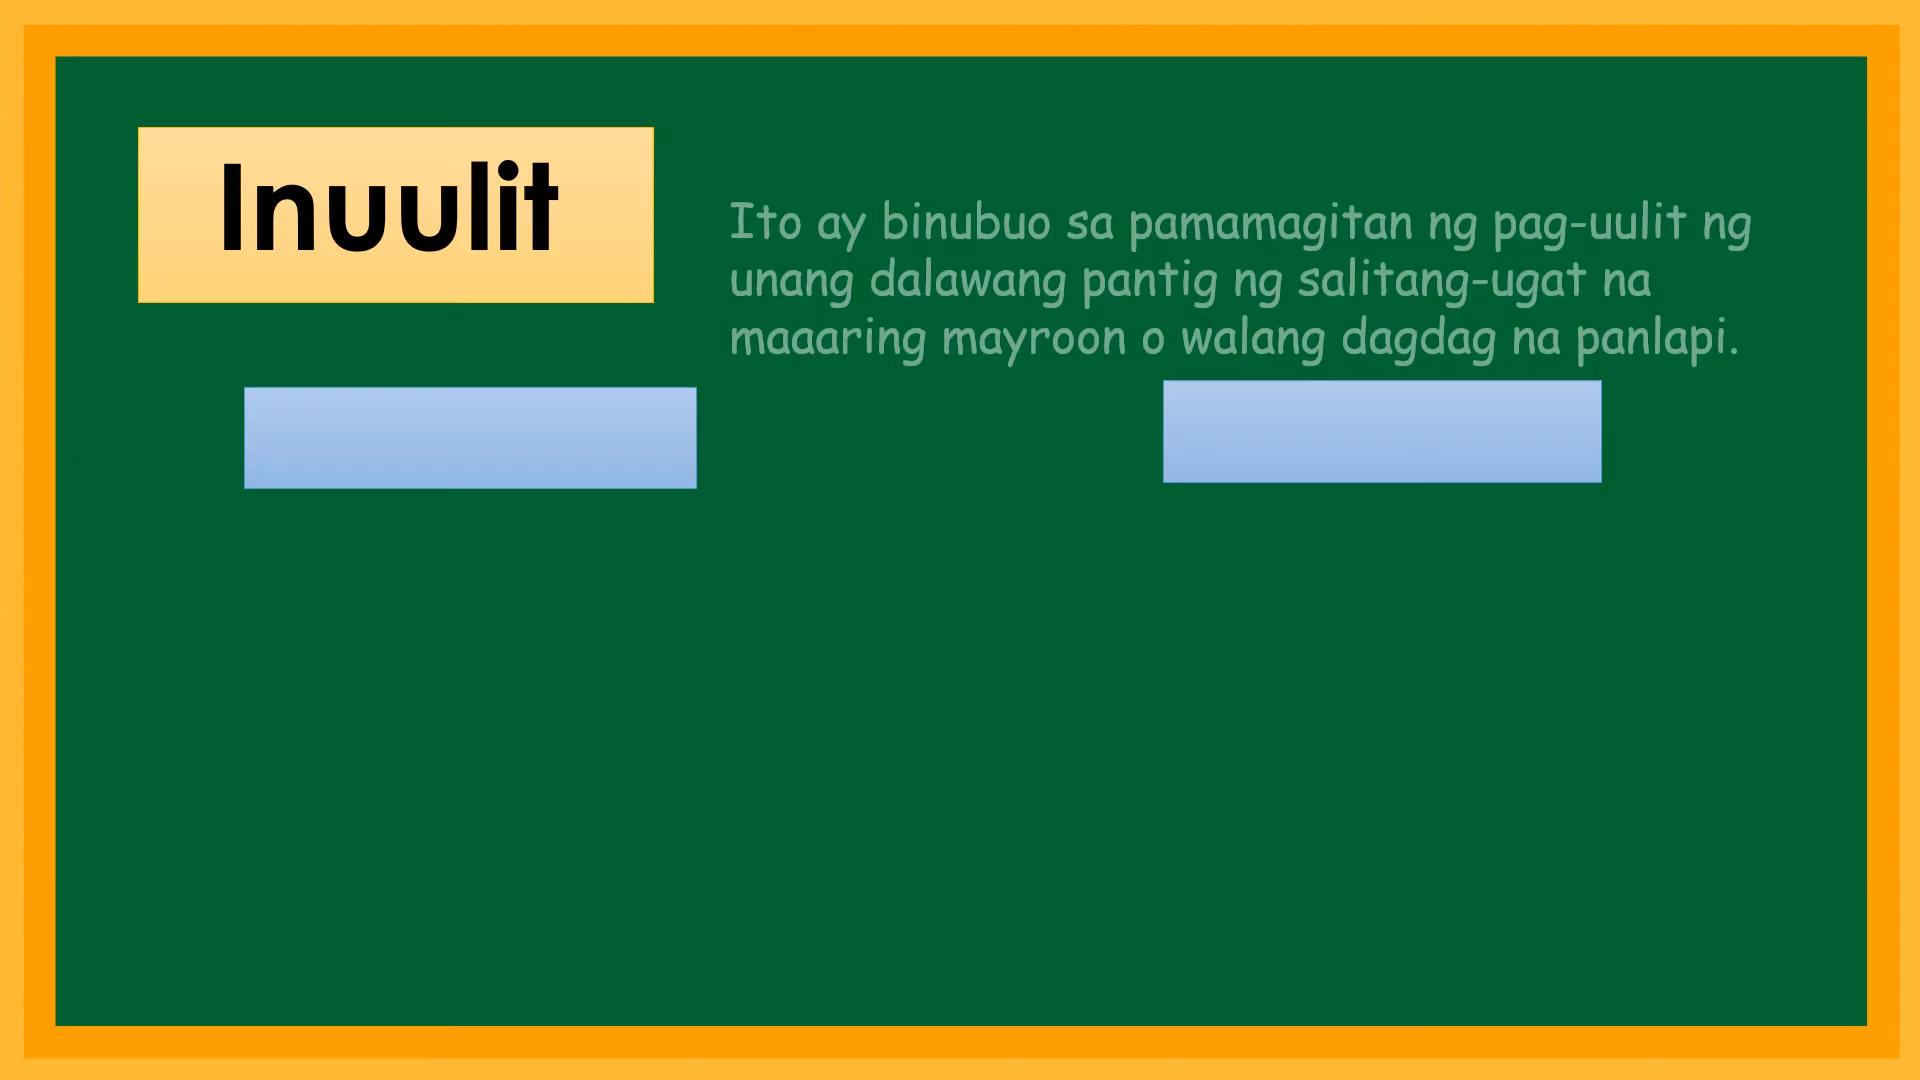 Inuulit
Ito ay binubuo sa pamamagitan ng pag-uulit ng
unang dalawang pantig ng salitang-ugat na
maaaring mayroon o walang dagdag na panlapi.